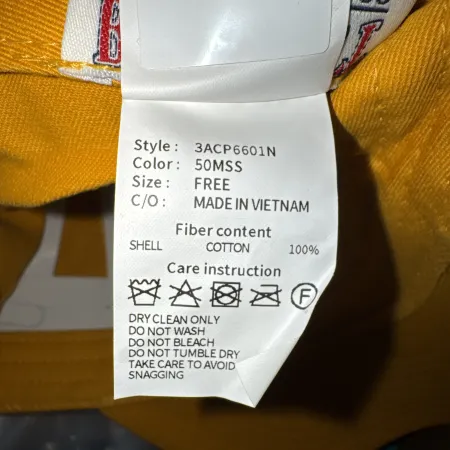 Style : 3ACP6601N
Color : 50MSS
Size : FREE
C/O : MADE IN VIETNAM
Fiber content
SHELL COTTON 100%
Care instruction
F
DRY CLEAN ONLY
DO NOT WASH
DO NOT BLEACH
DO NOT TUMBLE DRY
TAKE CARE TO AVOID
SNAGGING